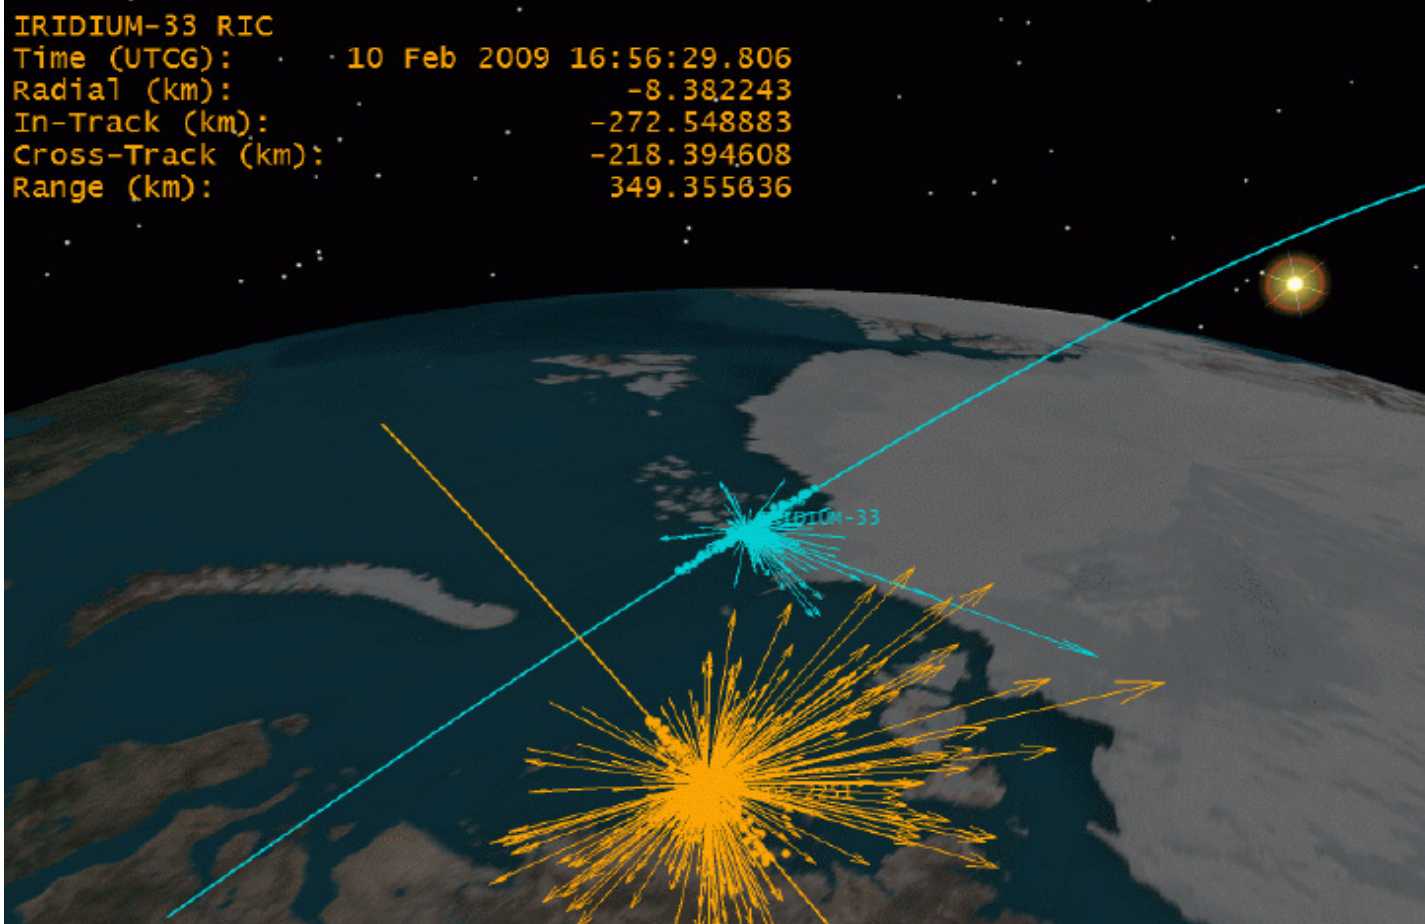 IRIDIUM-33 RIC
Time (UTCG): 10 Feb 2009 16:56:29.806
Radial (km): -8.382243
In-Track (km): -272.548883
Cross-Track (km): -218.394608
Range (km): 349.355636
IRIDIUM-33
2251